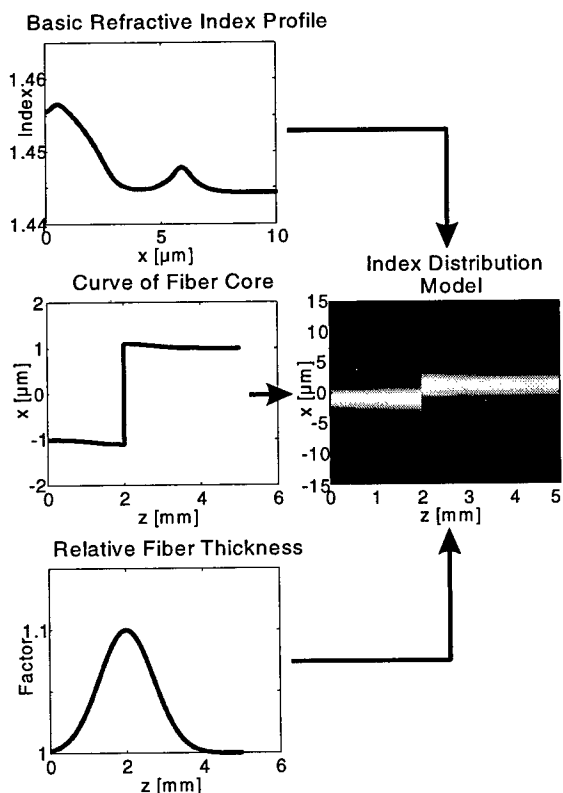 Basic Refractive Index Profile
1.46
1.45
1.44
Index
0
5
10
x [µm]
Curve of Fiber Core
2
1
0
-1
-2
x [µm]
0
2
4
6
z [mm]
Index Distribution
Model
15
10
5
0
-5
-10
-15
x [µm]
0
1
2
3
4
5
z [mm]
Relative Fiber Thickness
1.1
1
Factor
0
2
4
6
z [mm]